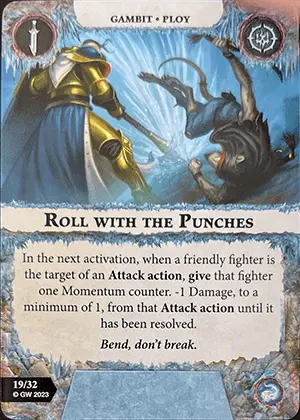 GAMBIT • PLOY
ROLL WITH THE PUNCHES
In the next activation, when a friendly fighter is
the target of an Attack action, give that fighter
one Momentum counter. -1 Damage, to a
minimum of 1, from that Attack action until it
has been resolved.
Bend, don't break.
19/32
© GW 2023